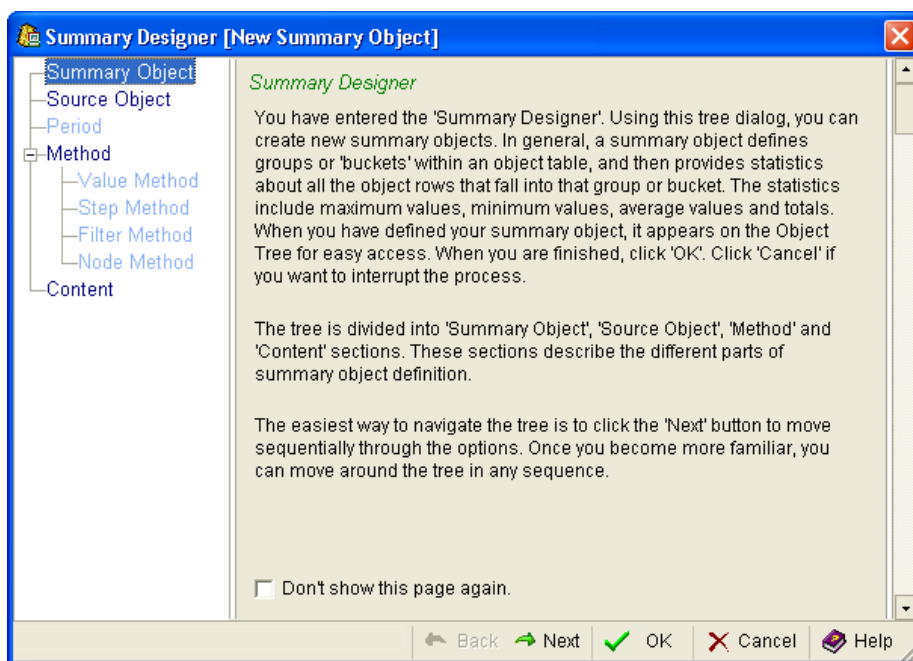 Summary Designer [New Summary Object]
Summary Object
Source Object
Period
Method
Value Method
Step Method
Filter Method
Node Method
Content
Summary Designer
You have entered the 'Summary Designer'. Using this tree dialog, you can
create new summary objects. In general, a summary object defines
groups or 'buckets' within an object table, and then provides statistics
about all the object rows that fall into that group or bucket. The statistics
include maximum values, minimum values, average values and totals.
When you have defined your summary object, it appears on the Object
Tree for easy access. When you are finished, click 'OK'. Click 'Cancel' if
you want to interrupt the process.
The tree is divided into 'Summary Object', 'Source Object', 'Method' and
'Content' sections. These sections describe the different parts of
summary object definition.
The easiest way to navigate the tree is to click the 'Next' button to move
sequentially through the options. Once you become more familiar, you
can move around the tree in any sequence.
Don't show this page again.
Back Next OK Cancel Help